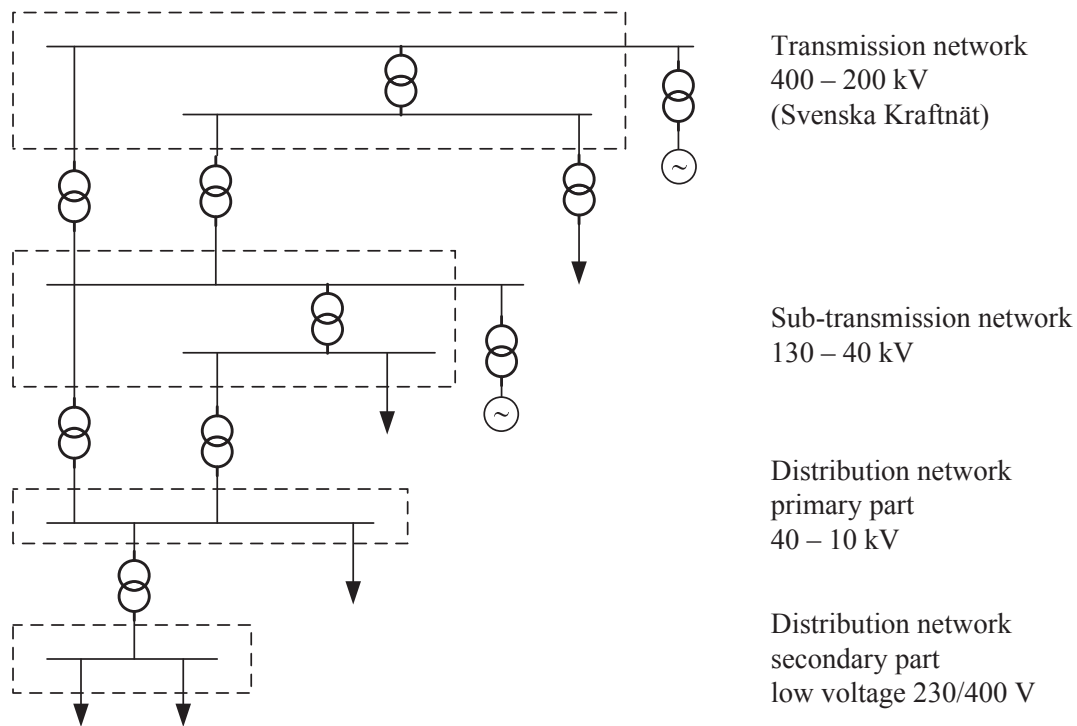 Transmission network
400 – 200 kV
(Svenska Kraftnät)
~
Sub-transmission network
130 – 40 kV
~
Distribution network
primary part
40 – 10 kV
Distribution network
secondary part
low voltage 230/400 V